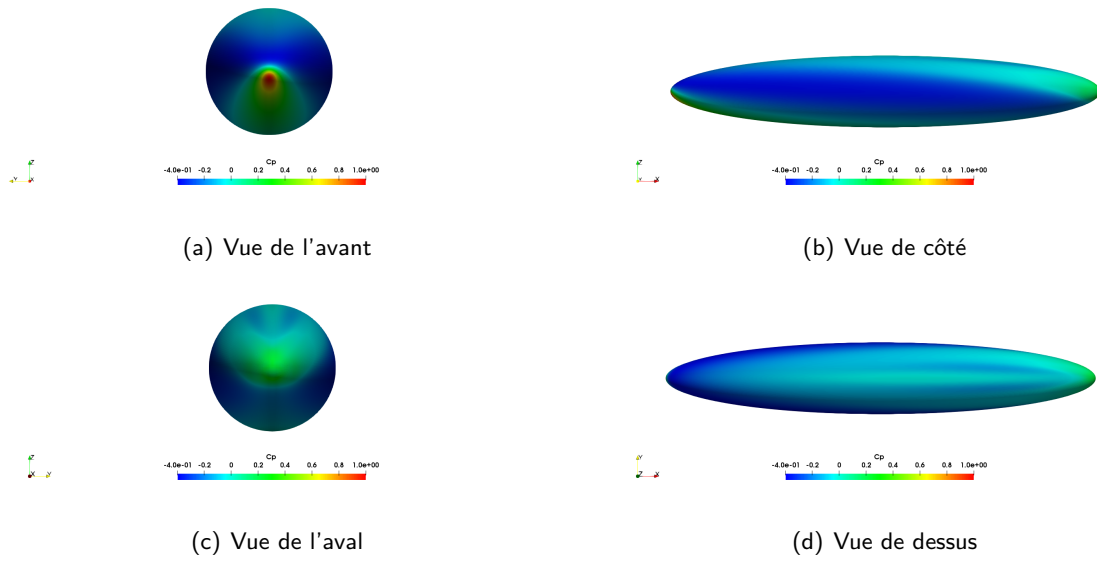 Cp
-4.0e-01 -0.2 0 0.2 0.4 0.6 0.8 1.0e+00
Z
Y X
(a) Vue de l'avant
Cp
-4.0e-01 -0.2 0 0.2 0.4 0.6 0.8 1.0e+00
Z
Y X
(b) Vue de côté
Cp
-4.0e-01 -0.2 0 0.2 0.4 0.6 0.8 1.0e+00
Z
X Y
(c) Vue de l'aval
Cp
-4.0e-01 -0.2 0 0.2 0.4 0.6 0.8 1.0e+00
Y
Z X
(d) Vue de dessus